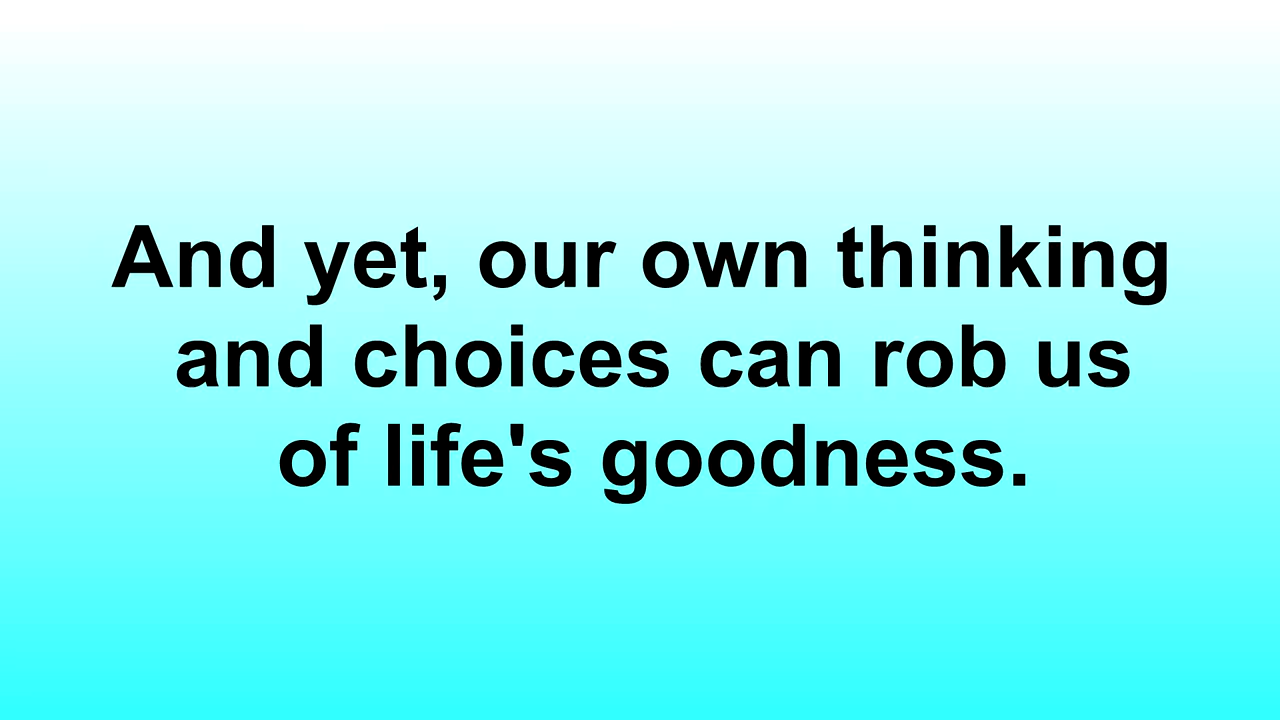 And yet, our own thinking
and choices can rob us
of life's goodness.